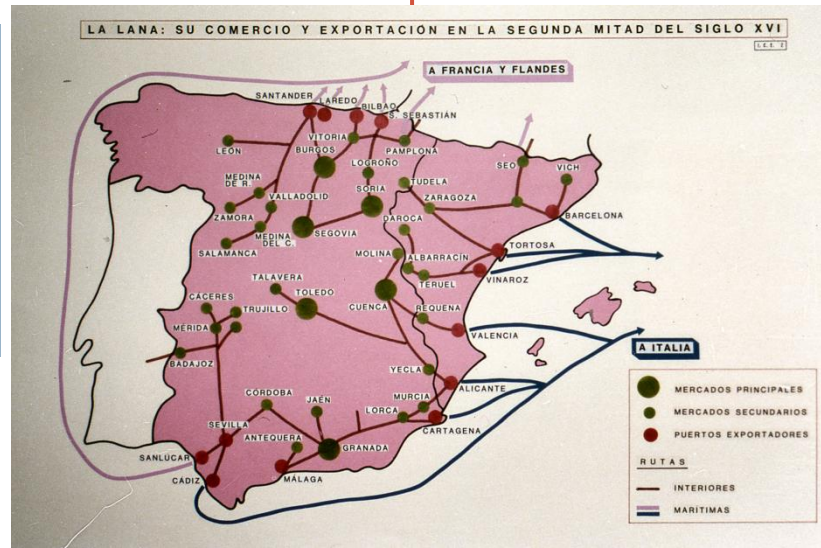 LA LANA: SU COMERCIO Y EXPORTACIÓN EN LA SEGUNDA MITAD DEL SIGLO XVI
A FRANCIA Y FLANDES
SANTANDER
LAREDO
BILBAO
S. SEBASTIÁN
LEÓN
VITORIA
BURGOS
PAMPLONA
LOGROÑO
SEO
VICH
MEDINA
DE R.
VALLADOLID
SORIA
TUDELA
ZARAGOZA
ZAMORA
DAROCA
BARCELONA
MEDINA
DEL C.
SEGOVIA
SALAMANCA
MOLINA
ALBARRACÍN
TORTOSA
TERUEL
VINAROZ
TALAVERA
TOLEDO
CUENCA
REQUENA
CÁCERES
TRUJILLO
MÉRIDA
VALENCIA
A ITALIA
BADAJOZ
YECLA
ALICANTE
CÓRDOBA
JAÉN
MURCIA
LORCA
CARTAGENA
SEVILLA
ANTEQUERA
GRANADA
SANLÚCAR
CÁDIZ
MÁLAGA
MERCADOS PRINCIPALES
MERCADOS SECUNDARIOS
PUERTOS EXPORTADORES
RUTAS
INTERIORES
MARÍTIMAS